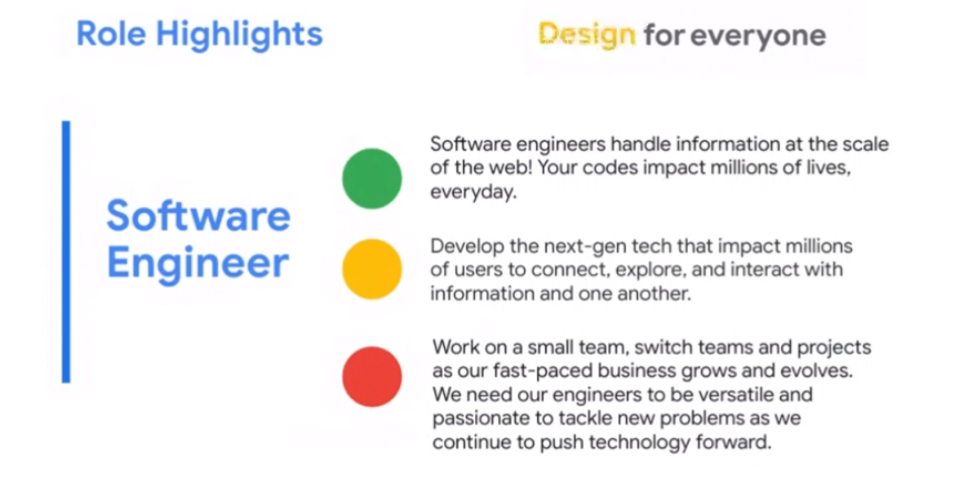 Role Highlights
Design for everyone
Software
Engineer
Software engineers handle information at the scale
of the web! Your codes impact millions of lives,
everyday.
Develop the next-gen tech that impact millions
of users to connect, explore, and interact with
information and one another.
Work on a small team, switch teams and projects
as our fast-paced business grows and evolves.
We need our engineers to be versatile and
passionate to tackle new problems as we
continue to push technology forward.